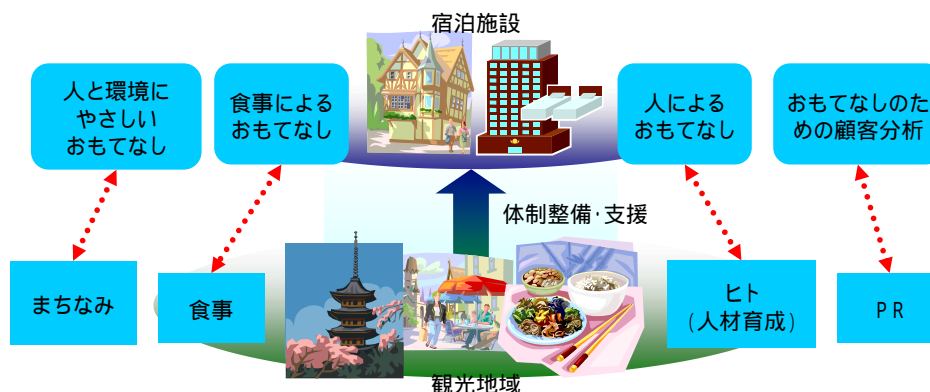 宿泊施設
人と環境に
やさしい
おもてなし
食事による
おもてなし
人による
おもてなし
おもてなしのた
めの顧客分析
体制整備・支援
まちなみ
食事
ヒト
(人材育成)
PR
観光地域